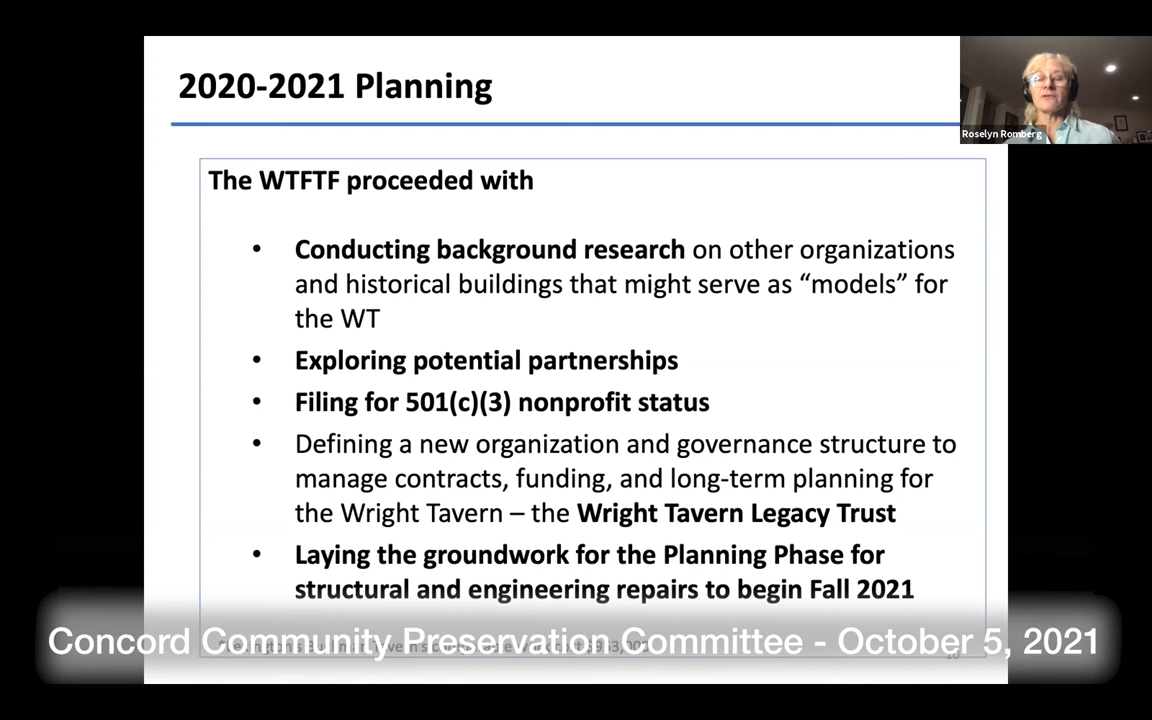 2020-2021 Planning
Roselyn Romberg
The WTFTF proceeded with
• Conducting background research on other organizations
and historical buildings that might serve as “models” for
the WT
• Exploring potential partnerships
• Filing for 501(c)(3) nonprofit status
• Defining a new organization and governance structure to
manage contracts, funding, and long-term planning for
the Wright Tavern – the Wright Tavern Legacy Trust
• Laying the groundwork for the Planning Phase for
structural and engineering repairs to begin Fall 2021
Concord Community Preservation Committee - October 5, 2021